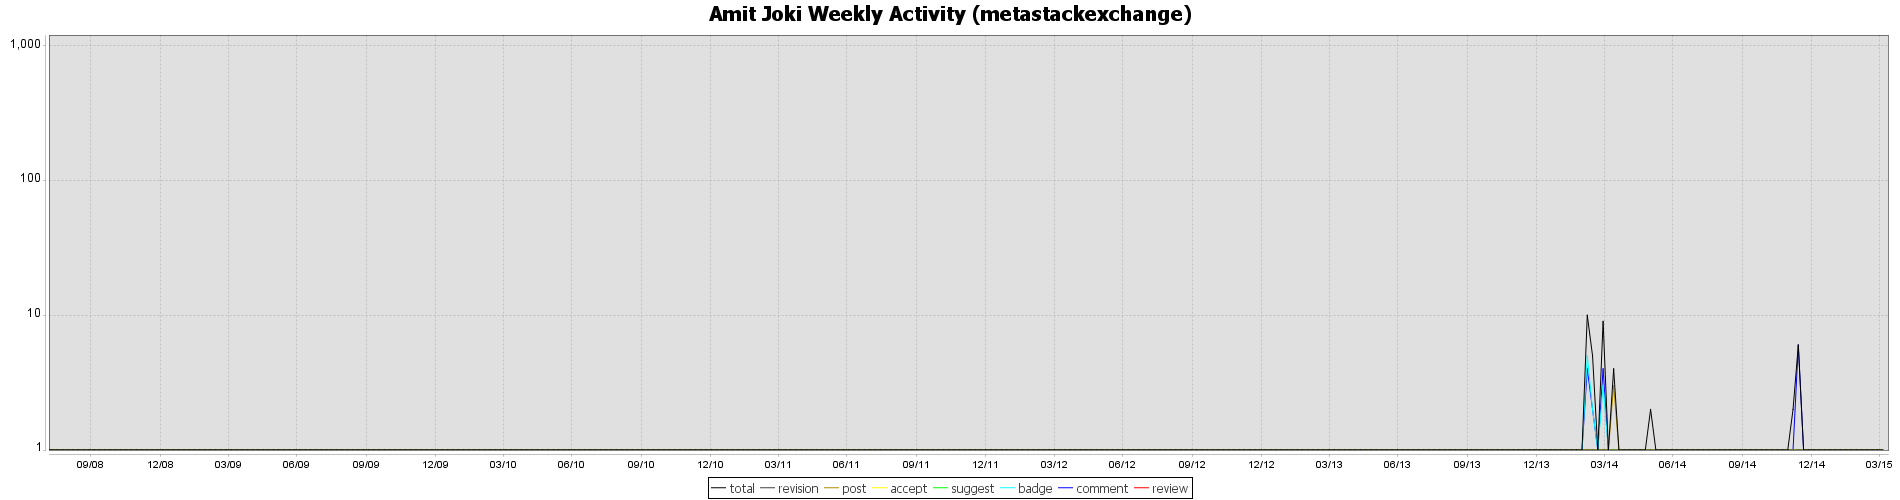 Amit Joki Weekly Activity (metastackexchange)
1,000
100
10
1
09/08 12/08 03/09 06/09 09/09 12/09 03/10 06/10 09/10 12/10 03/11 06/11 09/11 12/11 03/12 06/12 09/12 12/12 03/13 06/13 09/13 12/13 03/14 06/14 09/14 12/14 03/15
total revision post accept suggest badge comment review